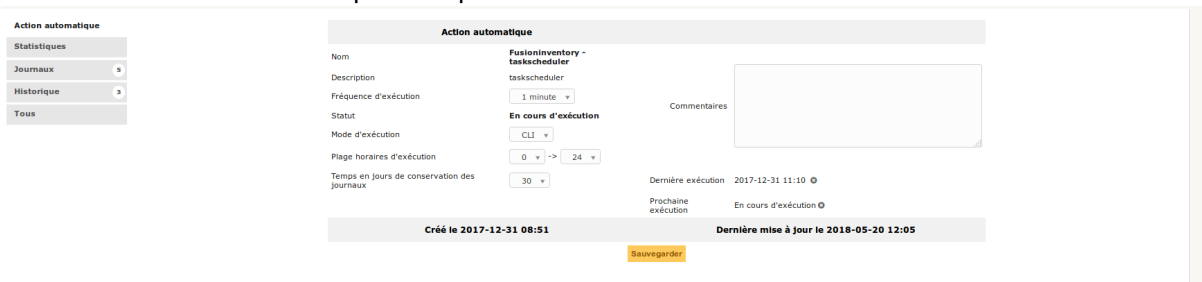 Action automatique
Statistiques
Journaux 5
Historique 3
Tous
Action automatique
Nom Fusioninventory -
taskscheduler
Description taskscheduler
Fréquence d'exécution 1 minute
Statut En cours d'exécution
Mode d'exécution CLI
Plage horaires d'exécution 0 -> 24
Temps en jours de conservation des
journaux 30
Commentaires
Dernière exécution 2017-12-31 11:10
Prochaine
exécution En cours d'exécution
Créé le 2017-12-31 08:51 Dernière mise à jour le 2018-05-20 12:05
Sauvegarder